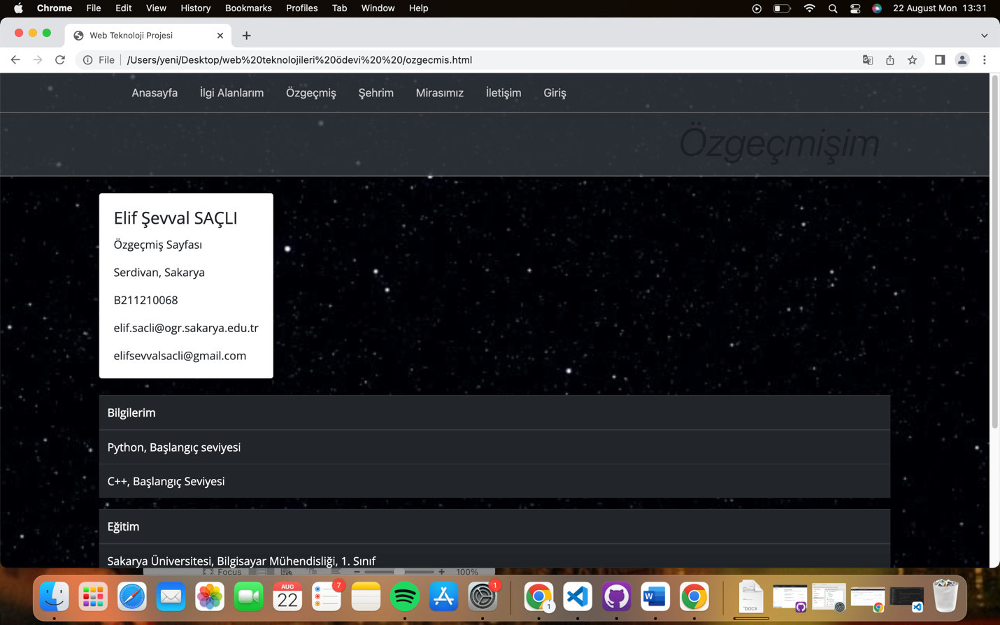 Chrome File Edit View History Bookmarks Profiles Tab Window Help 22 August Mon 13:31
Web Teknoloji Projesi
File /Users/yeni/Desktop/web%20teknolojileri%20ödevi%20%20/ozgecmis.html
Anasayfa İlgi Alanlarım Özgeçmiş Şehrim Mirasımız İletişim Giriş
Özgeçmişim
Elif Şevval SAÇLI
Özgeçmiş Sayfası
Serdivan, Sakarya
B211210068
elif.sacli@ogr.sakarya.edu.tr
elifsevvalsacli@gmail.com
Bilgilerim
Python, Başlangıç seviyesi
C++, Başlangıç Seviyesi
Eğitim
Sakarya Üniversitesi, Bilgisayar Mühendisliği, 1. Sınıf
Focus 100%
AUG 7 1
22 1 W DOCX